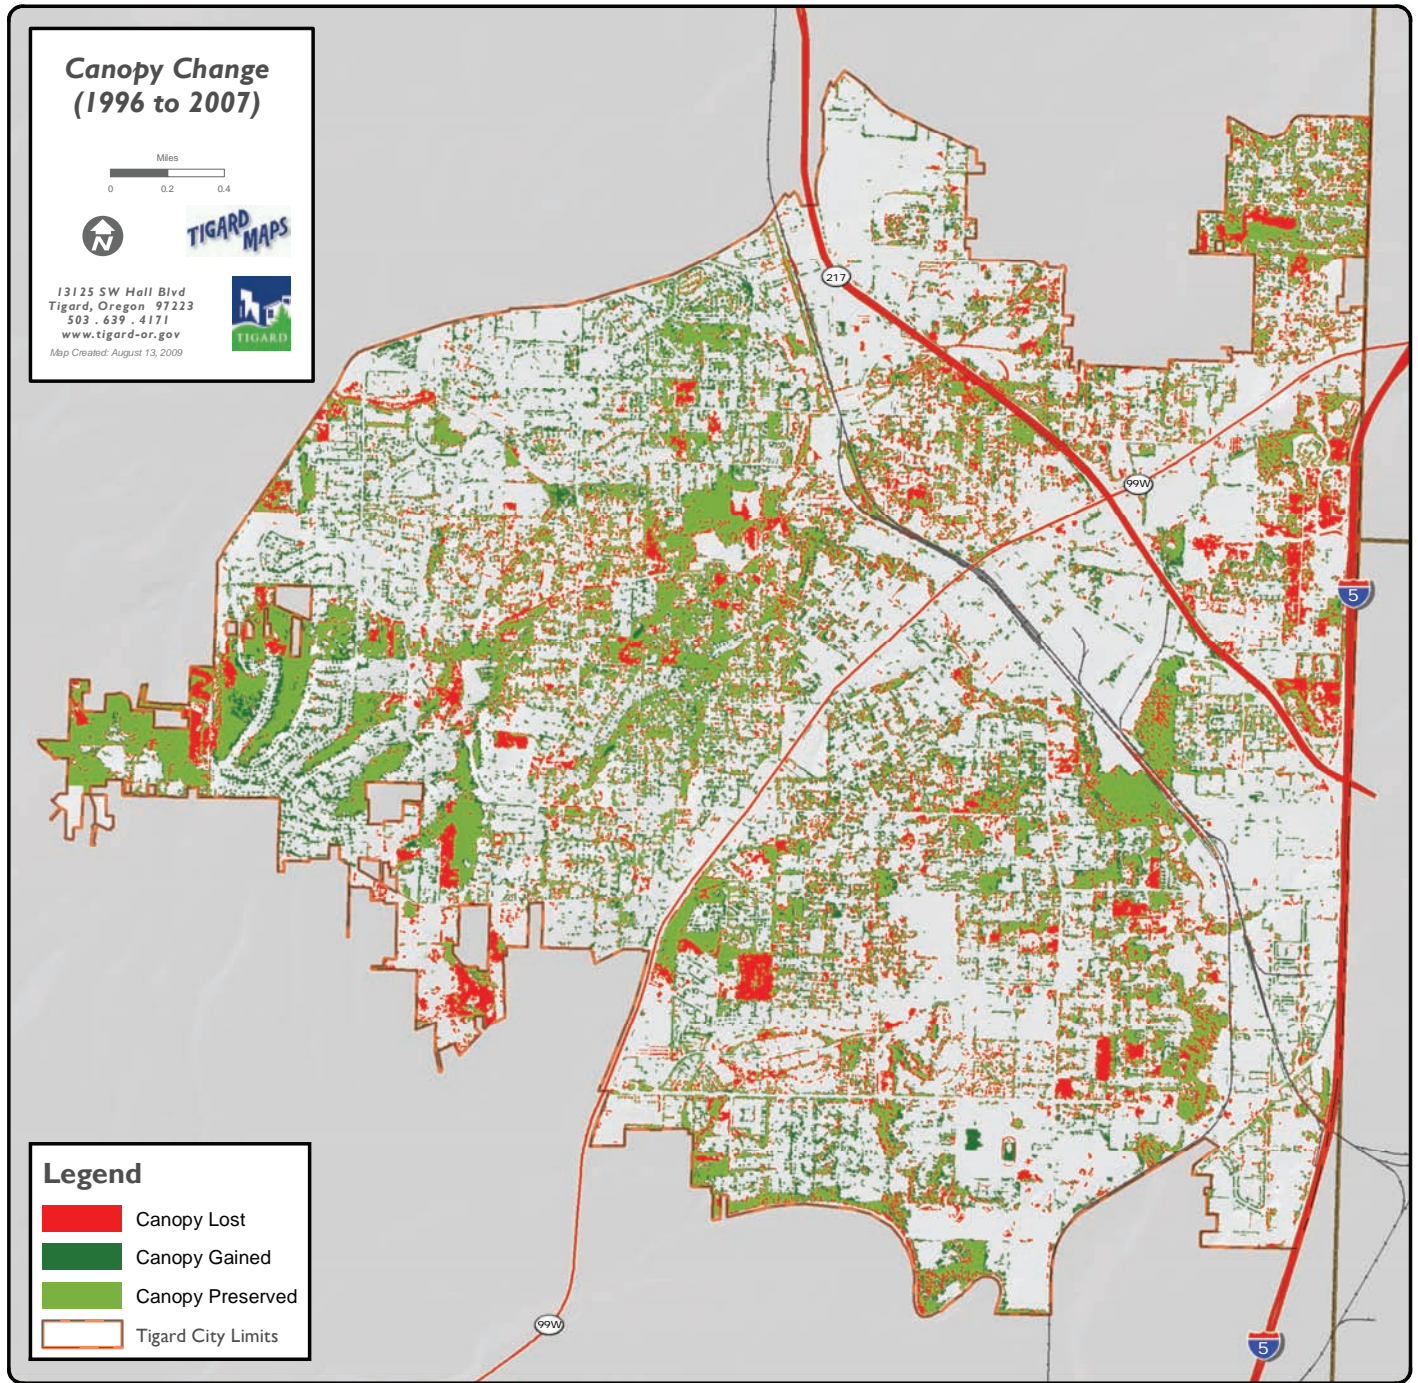 Canopy Change
(1996 to 2007)
Miles
0 0.2 0.4
N
TIGARD MAPS
13125 SW Hall Blvd
Tigard, Oregon 97223
503 . 639 . 4171
www.tigard-or.gov
Map Created: August 13, 2009
TIGARD
217
99W
5
99W
5
Legend
Canopy Lost
Canopy Gained
Canopy Preserved
Tigard City Limits